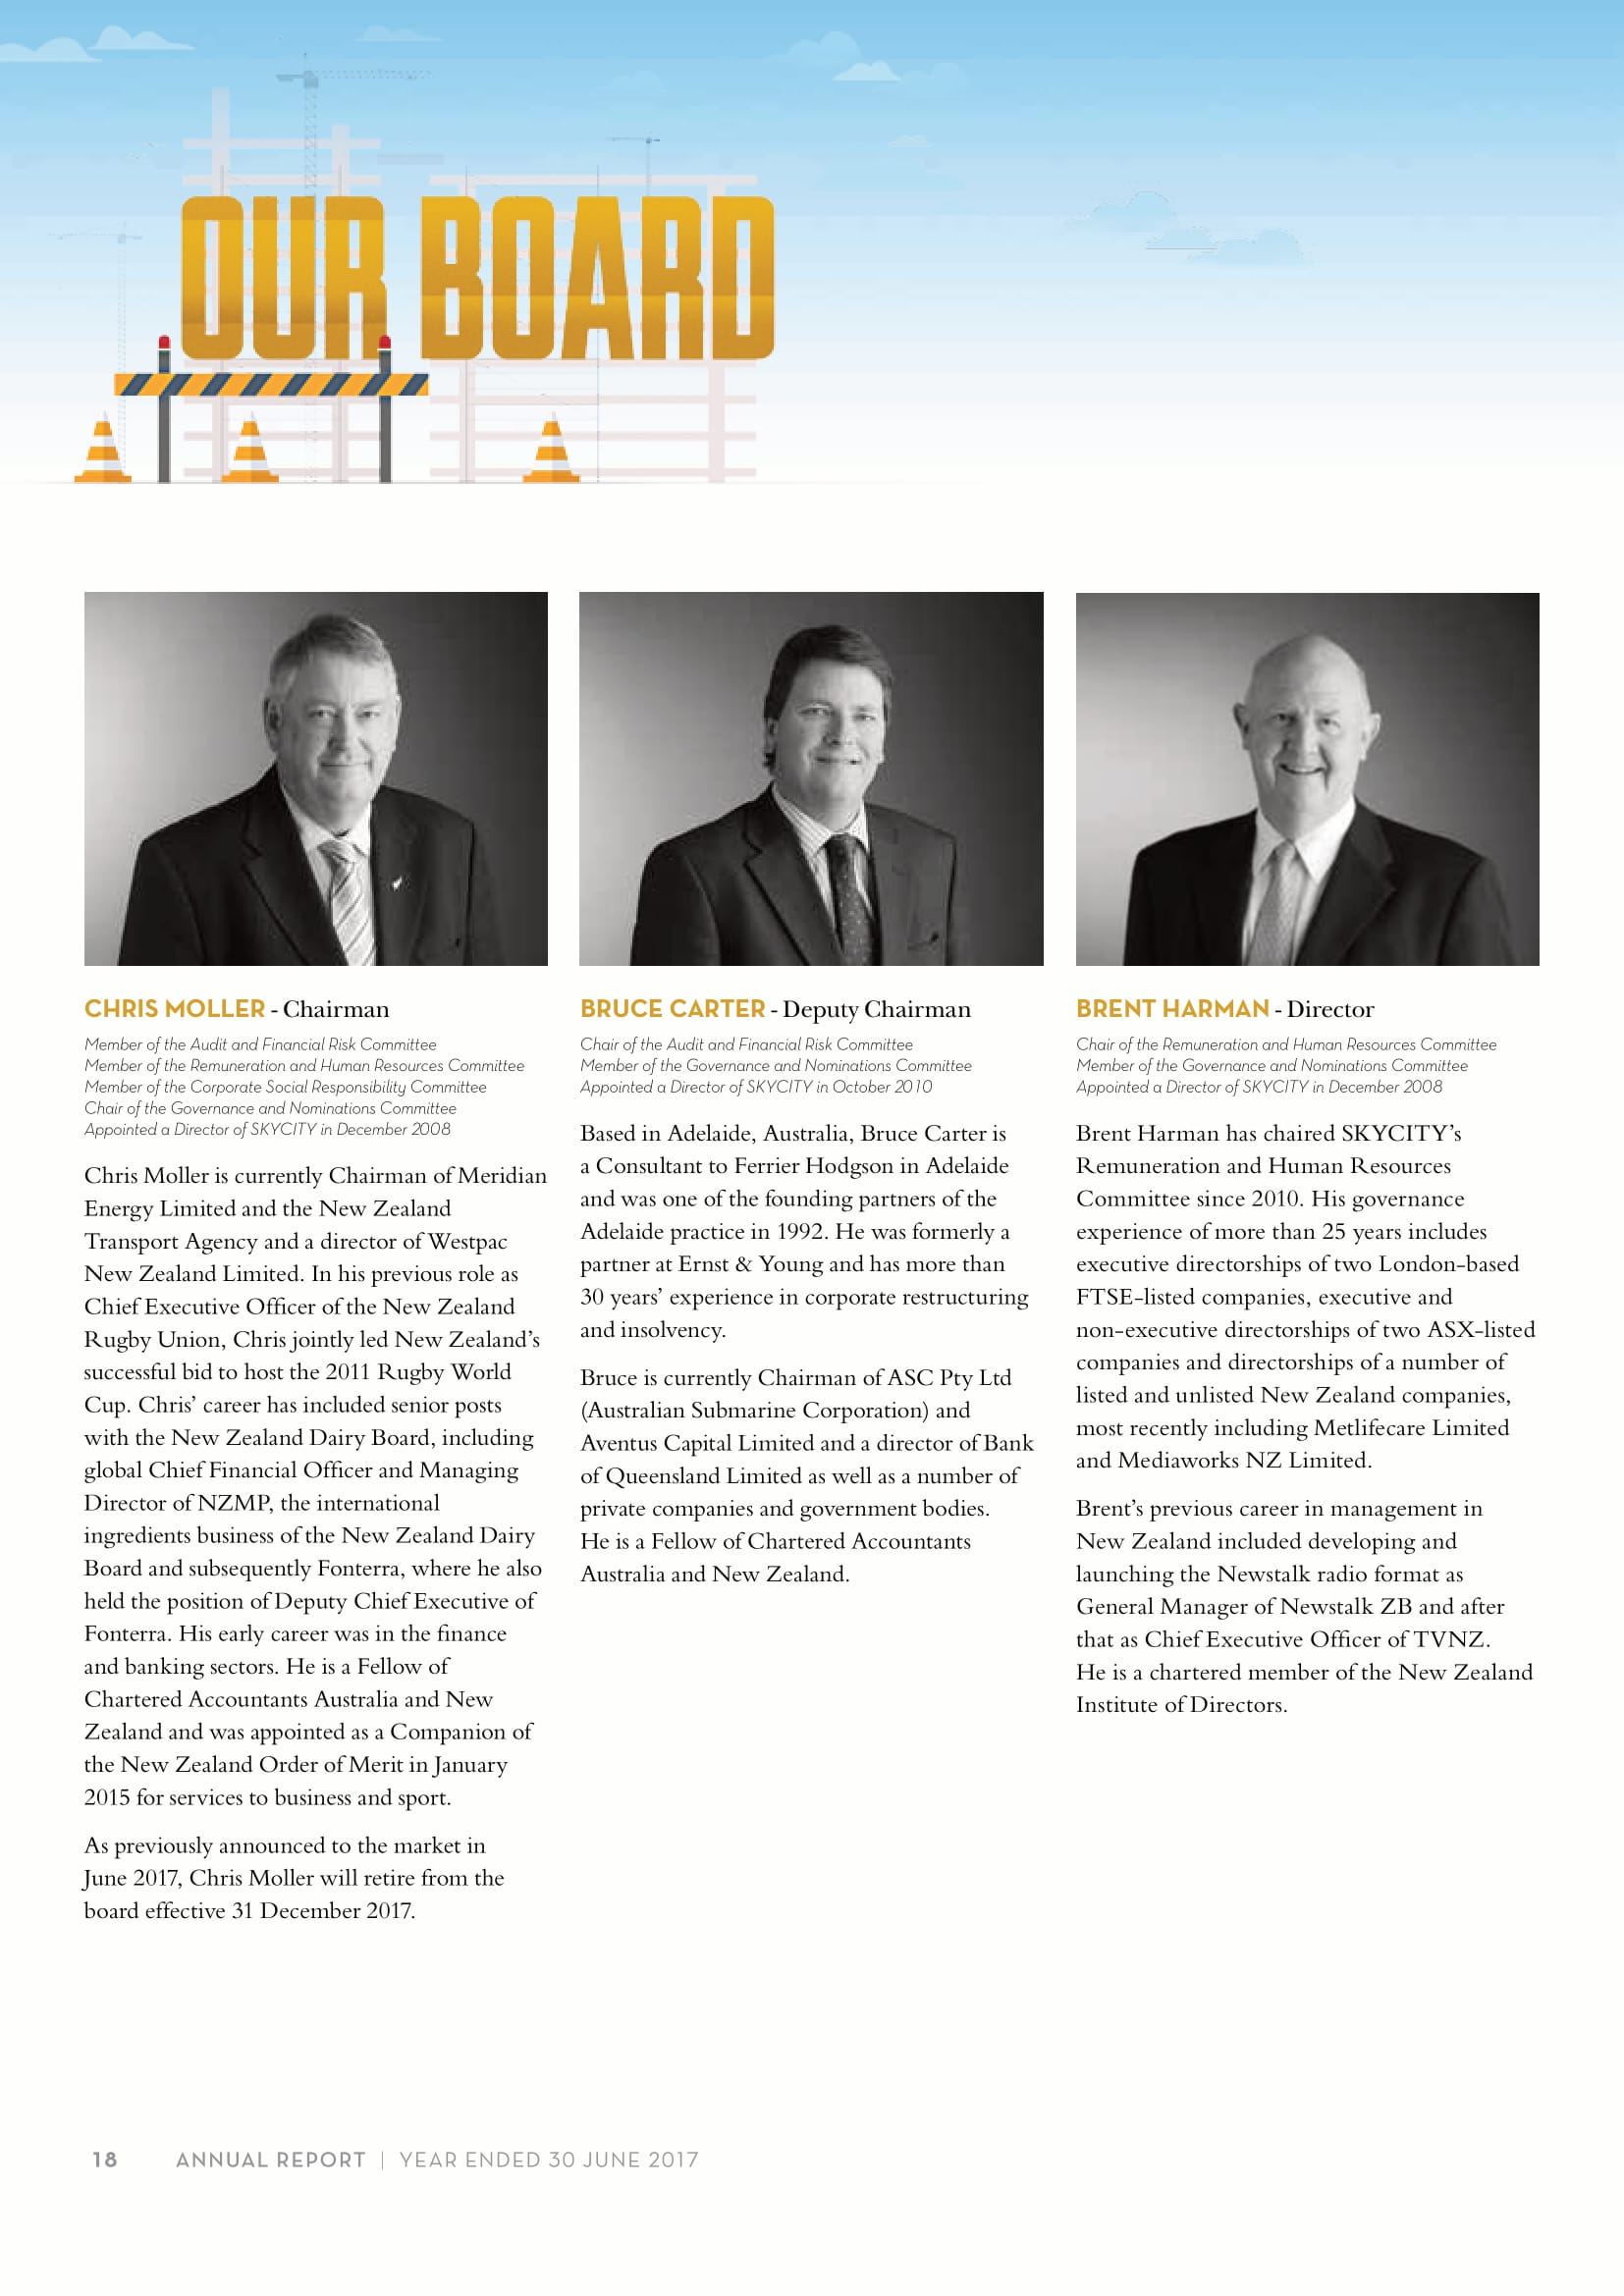 OUR BOARD
CHRIS MOLLER - Chairman
Member of the Audit and Financial Risk Committee
Member of the Remuneration and Human Resources Committee
Member of the Corporate Social Responsibility Committee
Chair of the Governance and Nominations Committee
Appointed a Director of SKYCITY in December 2008
Chris Moller is currently Chairman of Meridian
Energy Limited and the New Zealand
Transport Agency and a director of Westpac
New Zealand Limited. In his previous role as
Chief Executive Officer of the New Zealand
Rugby Union, Chris jointly led New Zealand’s
successful bid to host the 2011 Rugby World
Cup. Chris’ career has included senior posts
with the New Zealand Dairy Board, including
global Chief Financial Officer and Managing
Director of NZMP, the international
ingredients business of the New Zealand Dairy
Board and subsequently Fonterra, where he also
held the position of Deputy Chief Executive of
Fonterra. His early career was in the finance
and banking sectors. He is a Fellow of
Chartered Accountants Australia and New
Zealand and was appointed as a Companion of
the New Zealand Order of Merit in January
2015 for services to business and sport.
As previously announced to the market in
June 2017, Chris Moller will retire from the
board effective 31 December 2017.
BRUCE CARTER - Deputy Chairman
Chair of the Audit and Financial Risk Committee
Member of the Governance and Nominations Committee
Appointed a Director of SKYCITY in October 2010
Based in Adelaide, Australia, Bruce Carter is
a Consultant to Ferrier Hodgson in Adelaide
and was one of the founding partners of the
Adelaide practice in 1992. He was formerly a
partner at Ernst & Young and has more than
30 years’ experience in corporate restructuring
and insolvency.
Bruce is currently Chairman of ASC Pty Ltd
(Australian Submarine Corporation) and
Aventus Capital Limited and a director of Bank
of Queensland Limited as well as a number of
private companies and government bodies.
He is a Fellow of Chartered Accountants
Australia and New Zealand.
BRENT HARMAN - Director
Chair of the Remuneration and Human Resources Committee
Member of the Governance and Nominations Committee
Appointed a Director of SKYCITY in December 2008
Brent Harman has chaired SKYCITY’s
Remuneration and Human Resources
Committee since 2010. His governance
experience of more than 25 years includes
executive directorships of two London-based
FTSE-listed companies, executive and
non-executive directorships of two ASX-listed
companies and directorships of a number of
listed and unlisted New Zealand companies,
most recently including Metlifecare Limited
and Mediaworks NZ Limited.
Brent’s previous career in management in
New Zealand included developing and
launching the Newstalk radio format as
General Manager of Newstalk ZB and after
that as Chief Executive Officer of TVNZ.
He is a chartered member of the New Zealand
Institute of Directors.
18 ANNUAL REPORT | YEAR ENDED 30 JUNE 2017